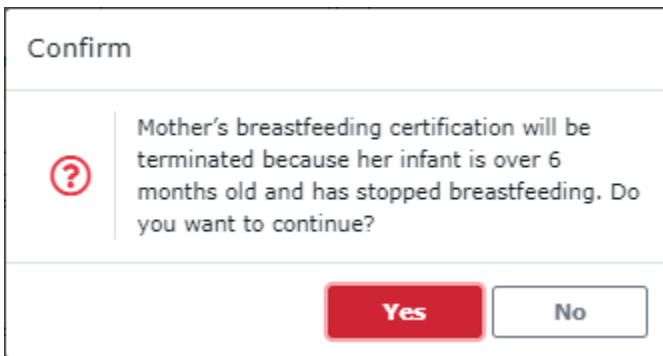 Confirm
Mother’s breastfeeding certification will be
terminated because her infant is over 6
months old and has stopped breastfeeding. Do
you want to continue?
Yes
No